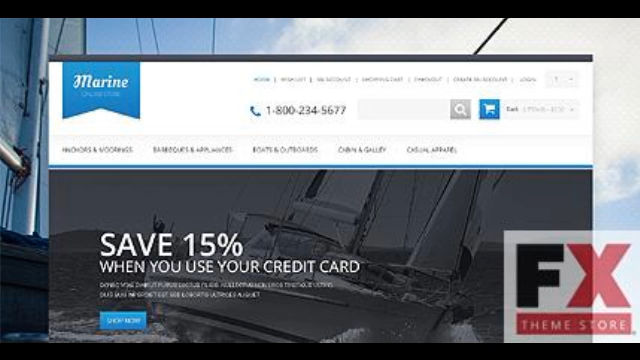 Marine
ONLINE STORE
HOME | WISH LIST | MY ACCOUNT | SHOPPING CART | CHECKOUT | CREATE AN ACCOUNT | LOGIN
1-800-234-5677
Cart
ANCHORS & MOORINGS
BARBEQUES & APPLIANCES
BOATS & OUTBOARDS
CABIN & GALLEY
CASUAL APPAREL
SAVE 15%
WHEN YOU USE YOUR CREDIT CARD
SHOP NOW
FX
THEME STORE